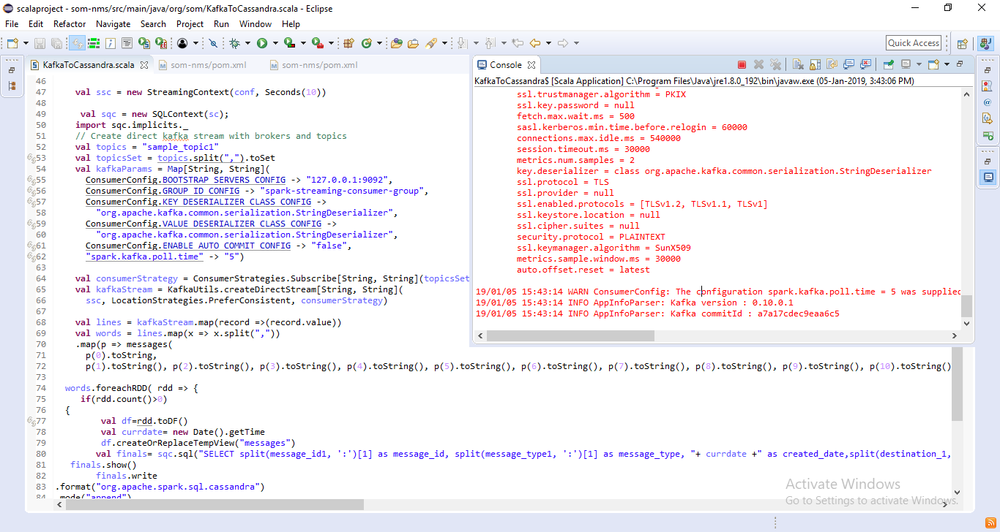 scalaproject - som-nms/src/main/java/org/som/KafkaToCassandra.scala - Eclipse
File Edit Refactor Navigate Search Project Run Window Help
Quick Access
KafkaToCassandra.scala som-nms/pom.xml som-nms/pom.xml
46
47 val ssc = new StreamingContext(conf, Seconds(10))
48
49 val sqc = new SQLContext(sc);
50 import sqc.implicits._
51 // Create direct kafka stream with brokers and topics
52 val topics = "sample_topic1"
53 val topicsSet = topics.split(",").toSet
54 val kafkaParams = Map[String, String](
55 ConsumerConfig.BOOTSTRAP_SERVERS_CONFIG -> "127.0.0.1:9092",
56 ConsumerConfig.GROUP_ID_CONFIG -> "spark-streaming-consumer-group",
57 ConsumerConfig.KEY_DESERIALIZER_CLASS_CONFIG ->
58 "org.apache.kafka.common.serialization.StringDeserializer",
59 ConsumerConfig.VALUE_DESERIALIZER_CLASS_CONFIG ->
60 "org.apache.kafka.common.serialization.StringDeserializer",
61 ConsumerConfig.ENABLE_AUTO_COMMIT_CONFIG -> "false",
62 "spark.kafka.poll.time" -> "5")
63
64 val consumerStrategy = ConsumerStrategies.Subscribe[String, String](topicsSet
65 val kafkaStream = KafkaUtils.createDirectStream[String, String](
66 ssc, LocationStrategies.PreferConsistent, consumerStrategy)
67
68 val lines = kafkaStream.map(record =>(record.value))
69 val words = lines.map(x => x.split(","))
70 .map(p => messages(
71 p(0).toString,
72 p(1).toString(), p(2).toString(), p(3).toString(), p(4).toString(), p(5).toString(), p(6).toString(), p(7).toString(), p(8).toString(), p(9).toString(), p(10).toString()
73
74 words.foreachRDD( rdd => {
75 if(rdd.count()>0)
76 {
77 val df=rdd.toDF()
78 val currdate= new Date().getTime
79 df.createOrReplaceTempView("messages")
80 val finals= sqc.sql("SELECT split(message_id1, ':')[1] as message_id, split(message_type1, ':')[1] as message_type, "+ currdate +" as created_date,split(destination_1,
81 finals.show()
82 finals.write
83 .format("org.apache.spark.sql.cassandra")
84 .mode("append")
Console
KafkaToCassandra$ [Scala Application] C:\Program Files\Java\jre1.8.0_192\bin\javaw.exe (05-Jan-2019, 3:43:06 PM)
ssl.trustmanager.algorithm = PKIX
ssl.key.password = null
fetch.max.wait.ms = 500
sasl.kerberos.min.time.before.relogin = 60000
connections.max.idle.ms = 540000
session.timeout.ms = 30000
metrics.num.samples = 2
key.deserializer = class org.apache.kafka.common.serialization.StringDeserializer
ssl.protocol = TLS
ssl.provider = null
ssl.enabled.protocols = [TLSv1.2, TLSv1.1, TLSv1]
ssl.keystore.location = null
ssl.cipher.suites = null
security.protocol = PLAINTEXT
ssl.keymanager.algorithm = SunX509
metrics.sample.window.ms = 30000
auto.offset.reset = latest
19/01/05 15:43:14 WARN ConsumerConfig: The configuration spark.kafka.poll.time = 5 was supplied
19/01/05 15:43:14 INFO AppInfoParser: Kafka version : 0.10.0.1
19/01/05 15:43:14 INFO AppInfoParser: Kafka commitId : a7a17cdec9eaa6c5
Activate Windows
Go to Settings to activate Windows.